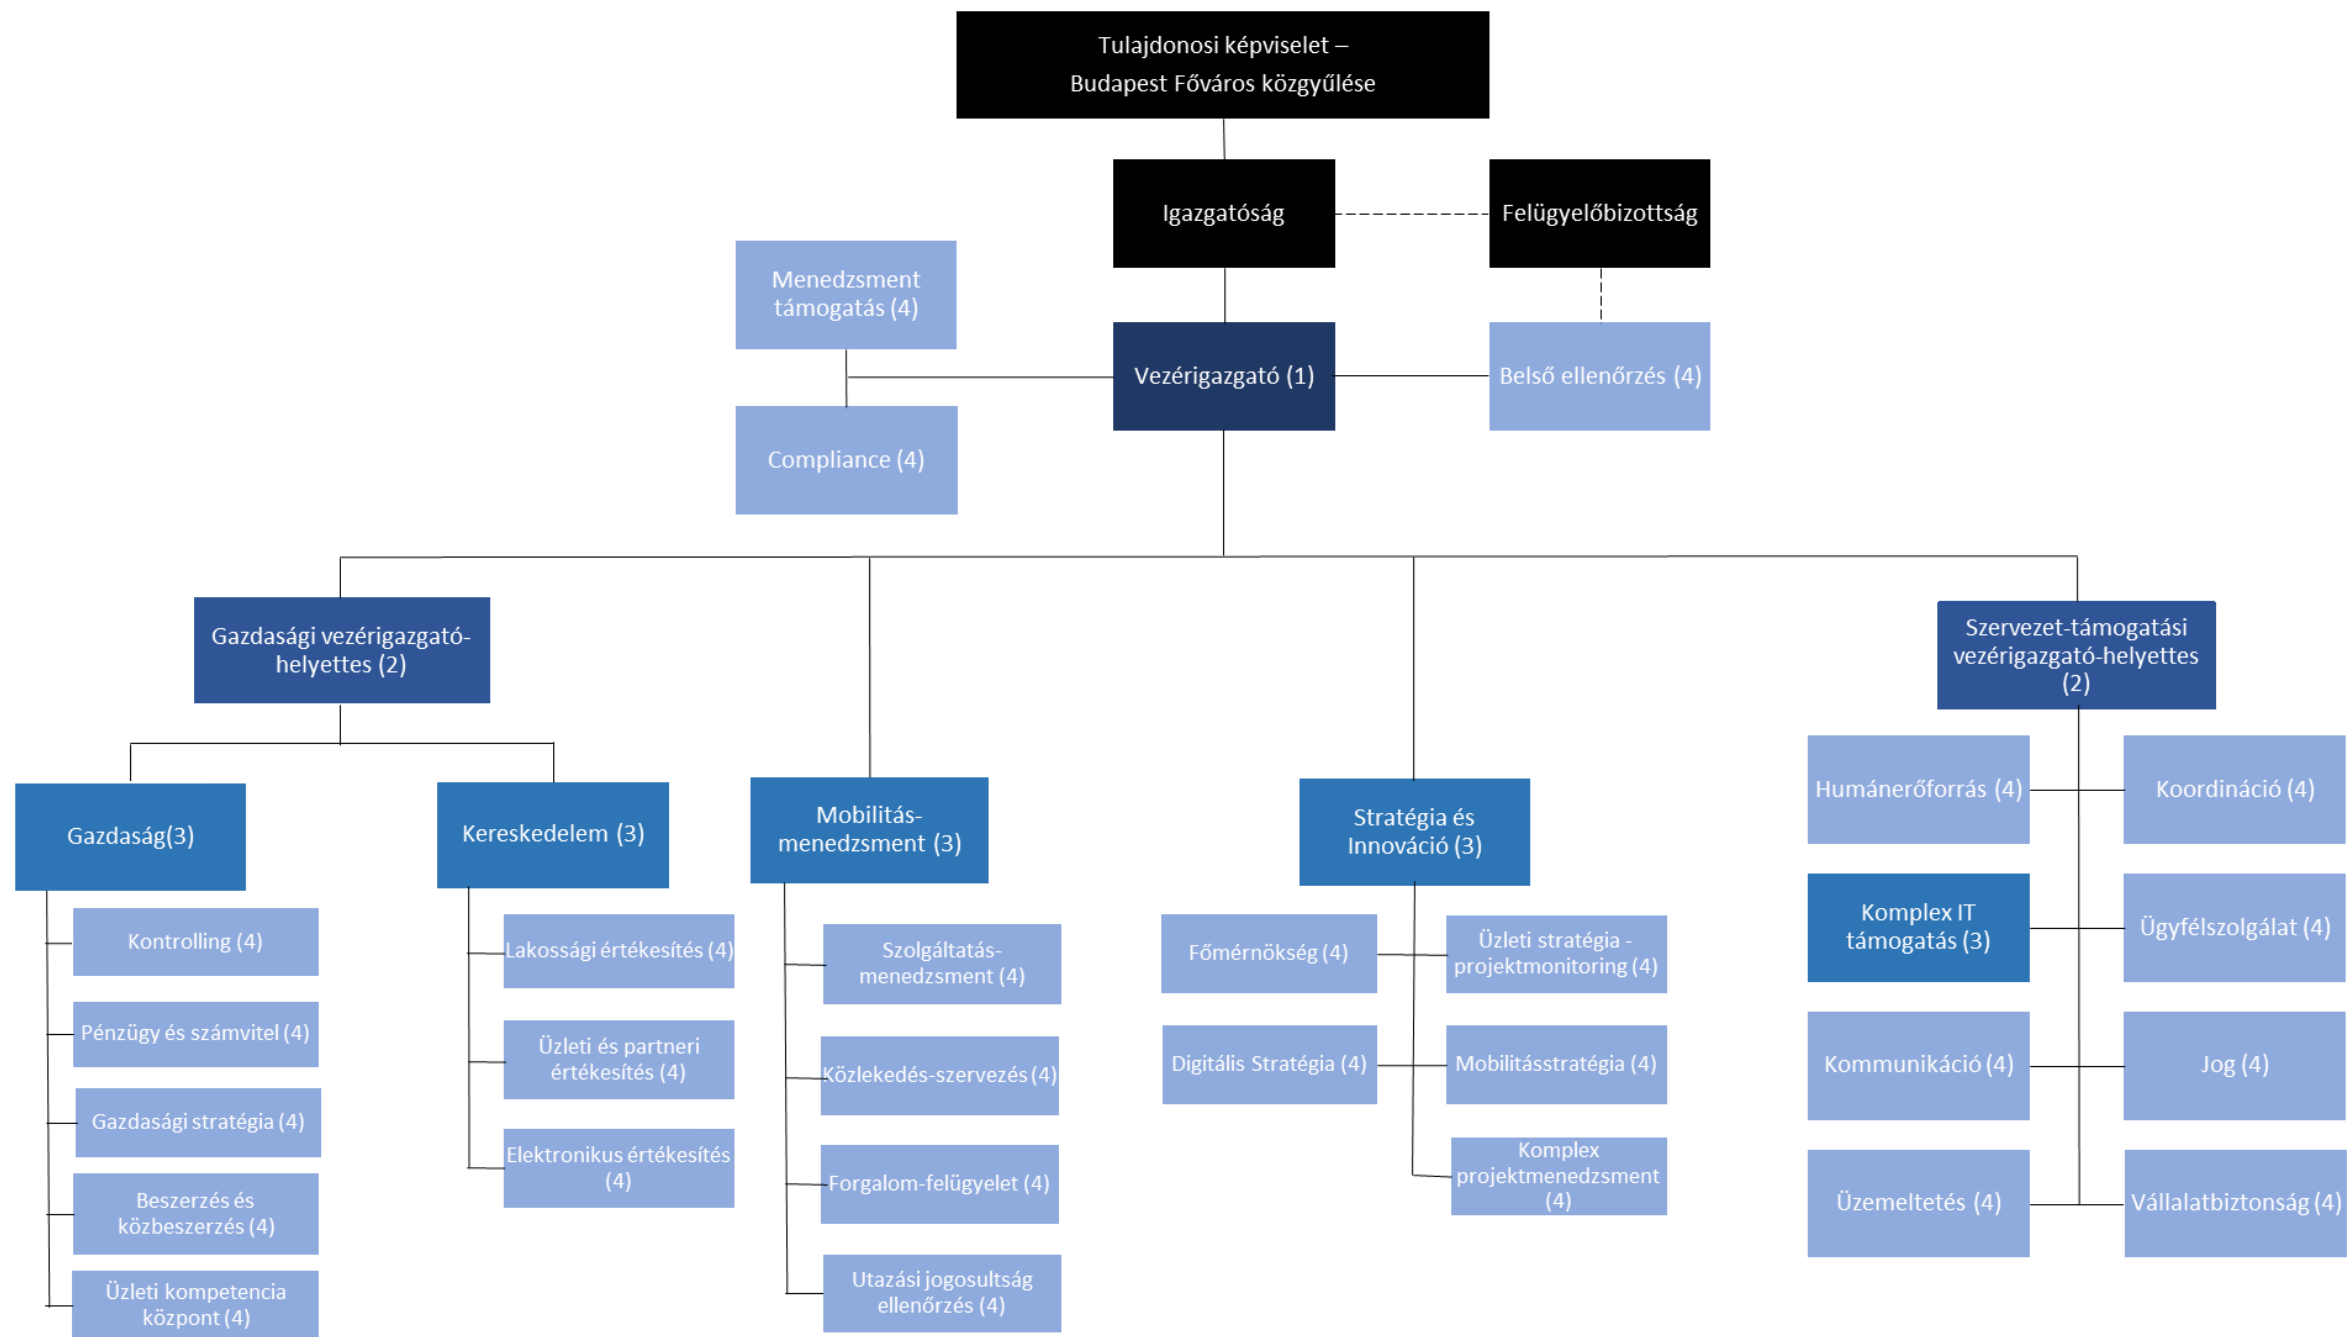 Tulajdonosi képviselet –
Budapest Főváros közgyűlése
Igazgatóság
Felügyelőbizottság
Menedzsment
támogatás (4)
Vezérigazgató (1)
Belső ellenőrzés (4)
Compliance (4)
Gazdasági vezérigazgató-
helyettes (2)
Szervezet-támogatási
vezérigazgató-helyettes
(2)
Gazdaság(3)
Kontrolling (4)
Pénzügy és számvitel (4)
Gazdasági stratégia (4)
Beszerzés és
közbeszerzés (4)
Üzleti kompetencia
központ (4)
Kereskedelem (3)
Lakossági értékesítés (4)
Üzleti és partneri
értékesítés (4)
Elektronikus értékesítés
(4)
Mobilitás-
menedzsment (3)
Szolgáltatás-
menedzsment (4)
Közlekedés-szervezés (4)
Forgalom-felügyelet (4)
Utazási jogosultság
ellenőrzés (4)
Stratégia és
Innováció (3)
Főmérnökség (4)
Üzleti stratégia -
projektmonitoring (4)
Digitális Stratégia (4)
Mobilitásstratégia (4)
Komplex
projektmenedzsment
(4)
Humánerőforrás (4)
Koordináció (4)
Komplex IT
támogatás (3)
Ügyfélszolgálat (4)
Kommunikáció (4)
Jog (4)
Üzemeltetés (4)
Vállalatbiztonság (4)